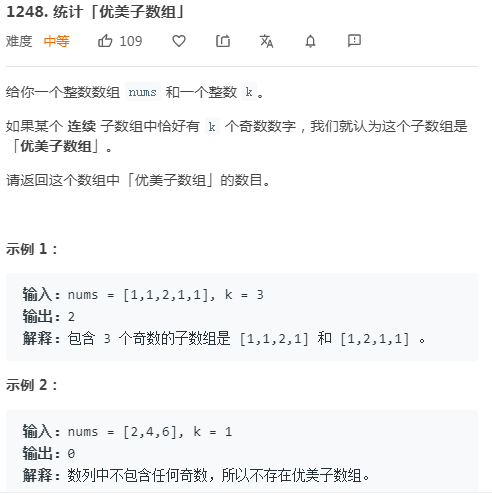 1248. 统计「优美子数组」
难度 中等 109
给你一个整数数组 nums 和一个整数 k。
如果某个 连续 子数组中恰好有 k 个奇数数字，我们就认为这个子数组是
「优美子数组」。
请返回这个数组中「优美子数组」的数目。
示例 1：
输入：nums = [1,1,2,1,1], k = 3
输出：2
解释：包含 3 个奇数的子数组是 [1,1,2,1] 和 [1,2,1,1] 。
示例 2：
输入：nums = [2,4,6], k = 1
输出：0
解释：数列中不包含任何奇数，所以不存在优美子数组。